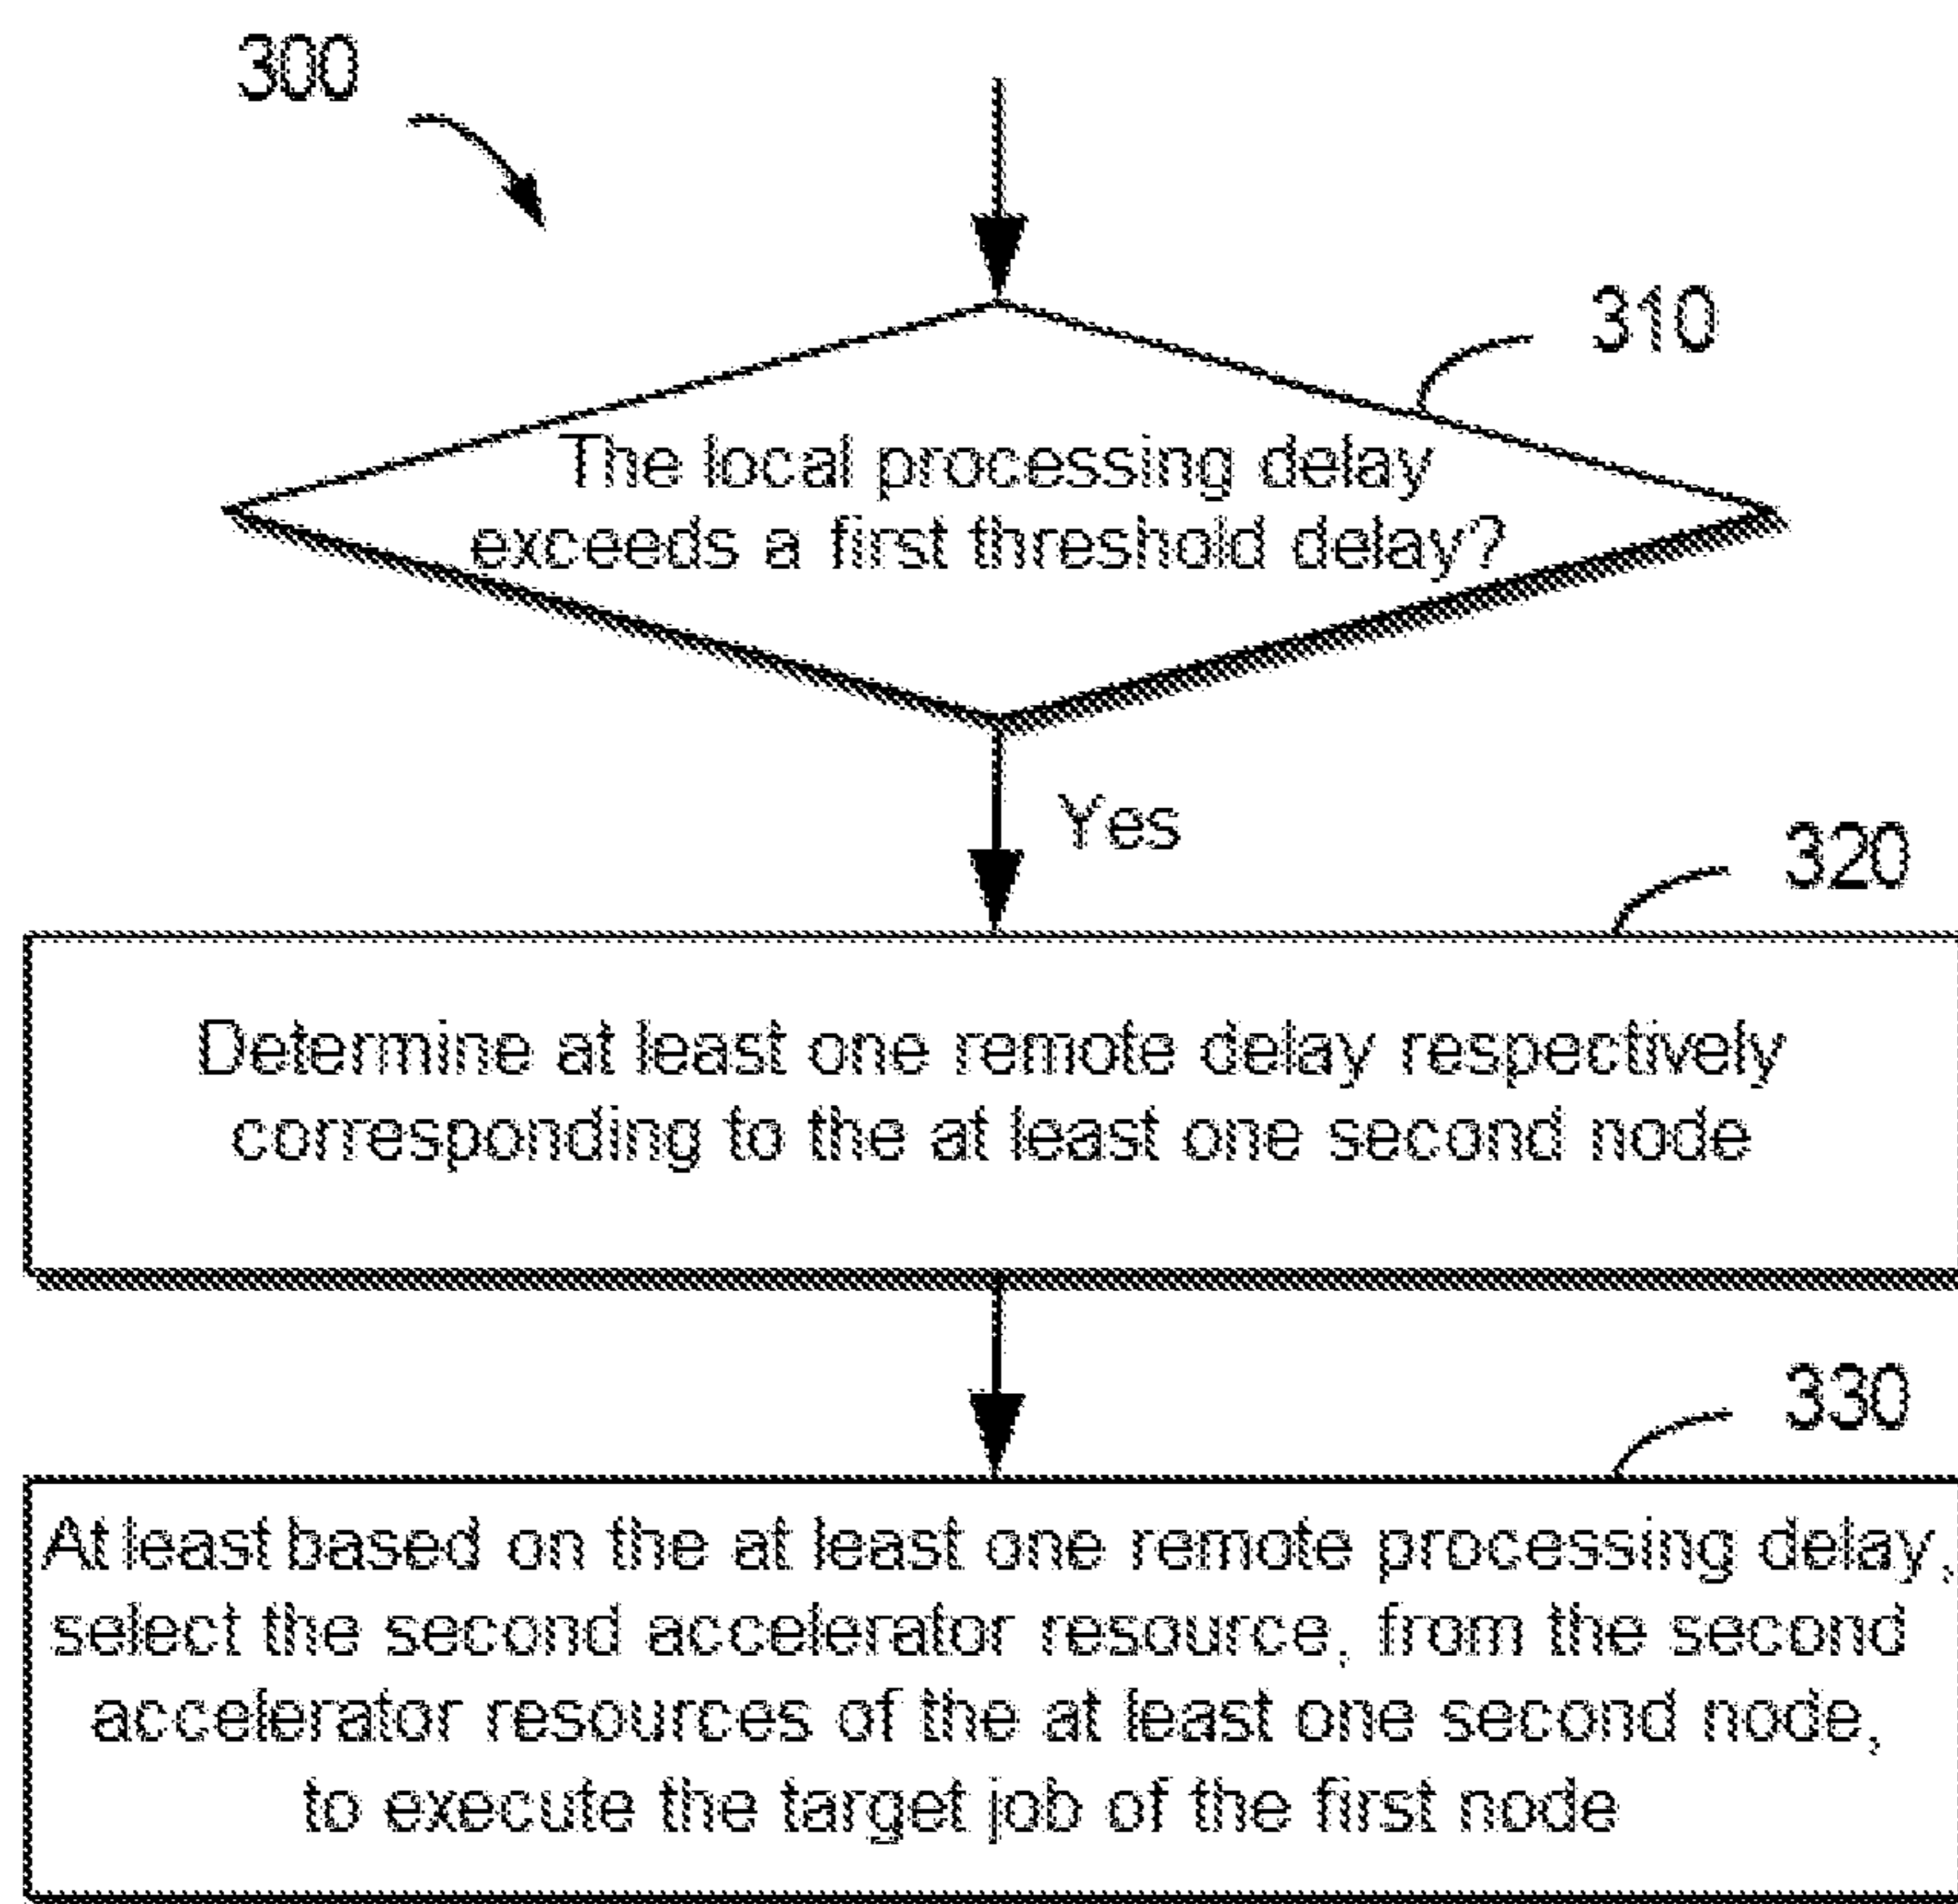 300
310
The local processing delay
exceeds a first threshold delay?
Yes
320
Determine at least one remote delay respectively
corresponding to the at least one second node
330
At least based on the at least one remote processing delay,
select the second accelerator resource, from the second
accelerator resources of the at least one second node,
to execute the target job of the first node